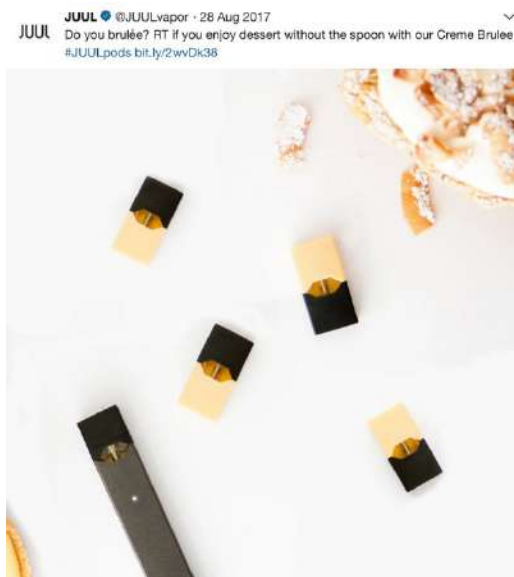 JUUL @JUULvapor · 28 Aug 2017
JUUL Do you brulée? RT if you enjoy dessert without the spoon with our Creme Brulee
#JUULpods bit.ly/2wvDk38